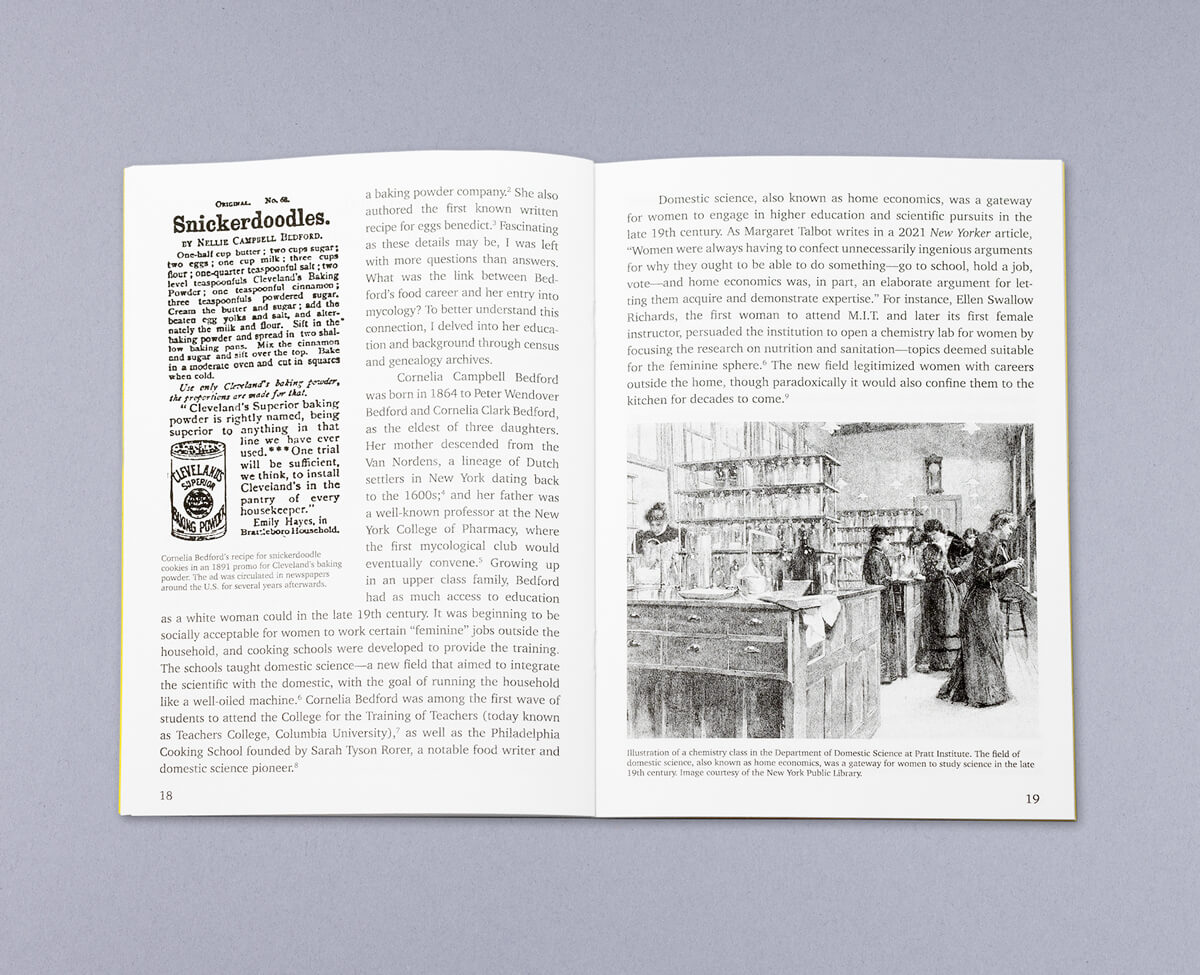 ORIGINAL. No. 68.
Snickerdoodles.
BY NELLIE CAMPBELL BEDFORD.
One-half cup butter; two cups sugar;
two eggs; one cup milk; three cups
flour; one-quarter teaspoonful salt; two
level teaspoonfuls Cleveland's Baking
Powder; one teaspoonful cinnamon;
three teaspoonfuls powdered sugar.
Cream the butter and sugar; add the
beaten egg yolks and salt, and alter-
nately the milk and flour. Sift in the
baking powder and spread in two shal-
low baking pans. Mix the cinnamon
and sugar and sift over the top. Bake
in a moderate oven and cut in squares
when cold.
Use only Cleveland's baking powder,
the proportions are made for that.
"Cleveland's Superior baking
powder is rightly named, being
superior to anything in that
line we have ever
used.***One trial
will be sufficient,
we think, to install
Cleveland's in the
pantry of every
housekeeper."
Emily Hayes, in
Brattleboro Household.
CLEVELAND'S
SUPERIOR
BAKING POWDER
Cornelia Bedford's recipe for snickerdoodle
cookies in an 1891 promo for Cleveland's baking
powder. The ad was circulated in newspapers
around the U.S. for several years afterwards.
a baking powder company.² She also
authored the first known written
recipe for eggs benedict.³ Fascinating
as these details may be, I was left
with more questions than answers.
What was the link between Bed-
ford's food career and her entry into
mycology? To better understand this
connection, I delved into her educa-
tion and background through census
and genealogy archives.
Cornelia Campbell Bedford
was born in 1864 to Peter Wendover
Bedford and Cornelia Clark Bedford,
as the eldest of three daughters.
Her mother descended from the
Van Nordens, a lineage of Dutch
settlers in New York dating back
to the 1600s;⁴ and her father was
a well-known professor at the New
York College of Pharmacy, where
the first mycological club would
eventually convene.⁵ Growing up
in an upper class family, Bedford
had as much access to education
as a white woman could in the late 19th century. It was beginning to be
socially acceptable for women to work certain "feminine" jobs outside the
household, and cooking schools were developed to provide the training.
The schools taught domestic science—a new field that aimed to integrate
the scientific with the domestic, with the goal of running the household
like a well-oiled machine.⁶ Cornelia Bedford was among the first wave of
students to attend the College for the Training of Teachers (today known
as Teachers College, Columbia University),⁷ as well as the Philadelphia
Cooking School founded by Sarah Tyson Rorer, a notable food writer and
domestic science pioneer.⁸
18
Domestic science, also known as home economics, was a gateway
for women to engage in higher education and scientific pursuits in the
late 19th century. As Margaret Talbot writes in a 2021 New Yorker article,
"Women were always having to confect unnecessarily ingenious arguments
for why they ought to be able to do something—go to school, hold a job,
vote—and home economics was, in part, an elaborate argument for let-
ting them acquire and demonstrate expertise." For instance, Ellen Swallow
Richards, the first woman to attend M.I.T. and later its first female
instructor, persuaded the institution to open a chemistry lab for women by
focusing the research on nutrition and sanitation—topics deemed suitable
for the feminine sphere.⁶ The new field legitimized women with careers
outside the home, though paradoxically it would also confine them to the
kitchen for decades to come.⁹
Illustration of a chemistry class in the Department of Domestic Science at Pratt Institute. The field of
domestic science, also known as home economics, was a gateway for women to study science in the late
19th century. Image courtesy of the New York Public Library.
19